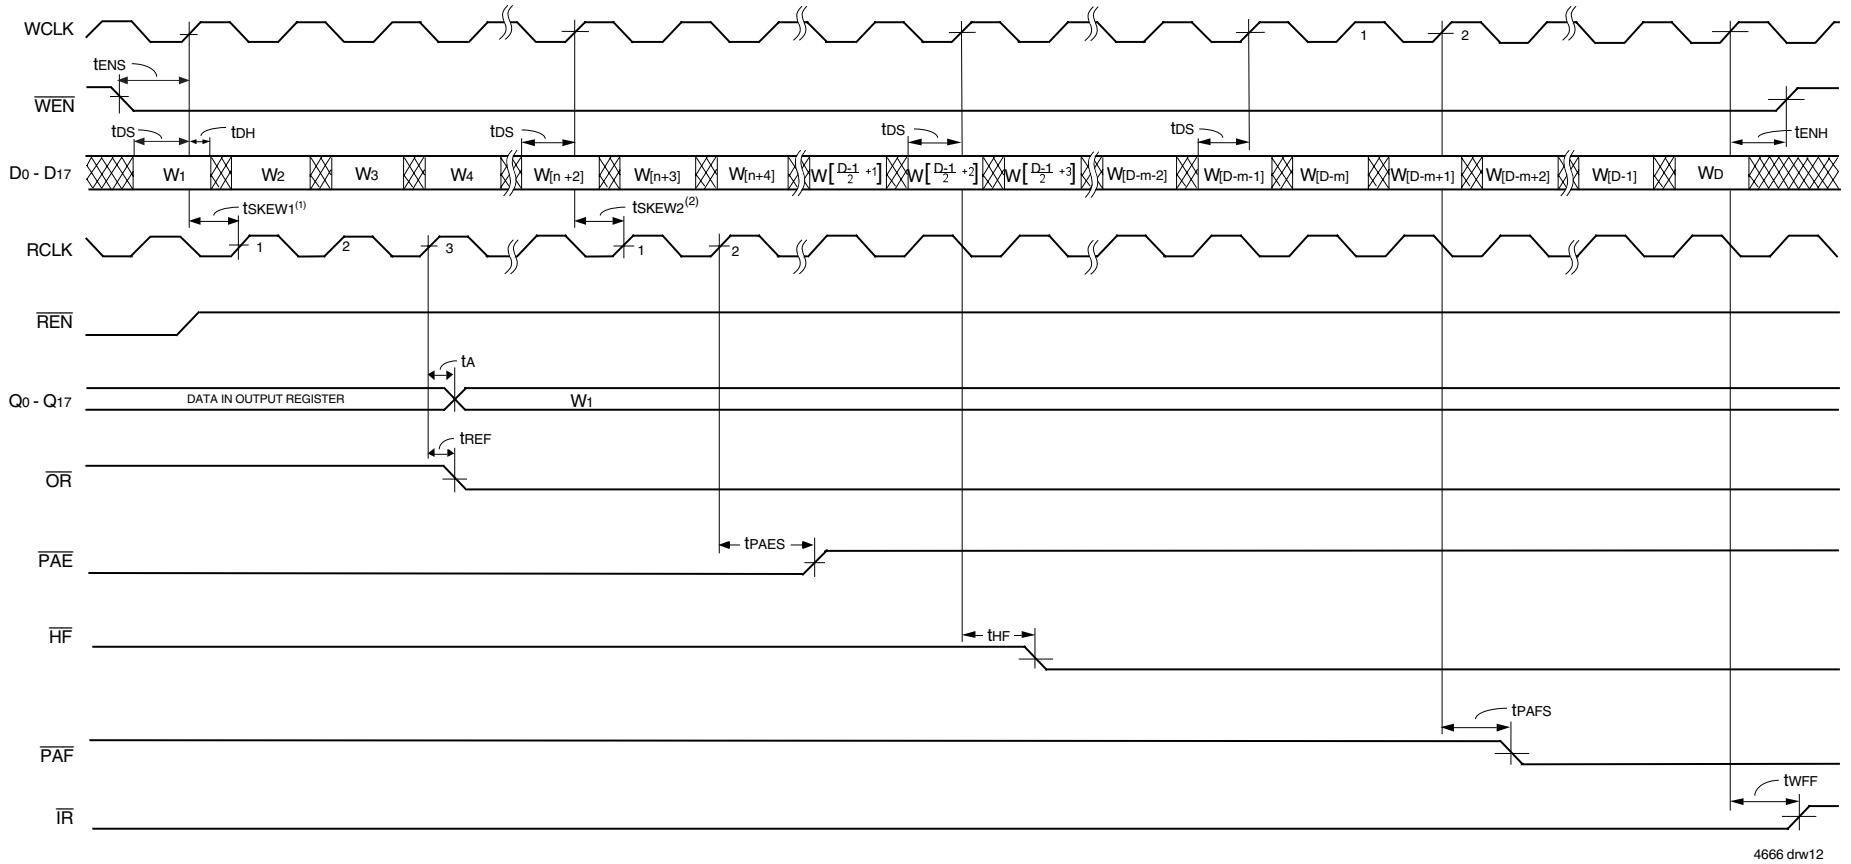 WCLK 1 2
tENS
WEN
tDS tDH tDS tDS tDS tENH
D0 - D17 W1 W2 W3 W4 W[n +2] W[n+3] W[n+4] W[D-1/2 +1] W[D-1/2 +2] W[D-1/2 +3] W[D-m-2] W[D-m-1] W[D-m] W[D-m+1] W[D-m+2] W[D-1] WD
tSKEW1(1) tSKEW2(2)
RCLK 1 2 3 1 2
REN
tA
Q0 - Q17 DATA IN OUTPUT REGISTER W1
tREF
OR
tPAES
PAE
tHF
HF
tPAFS
PAF
tWFF
IR
4666 drw12